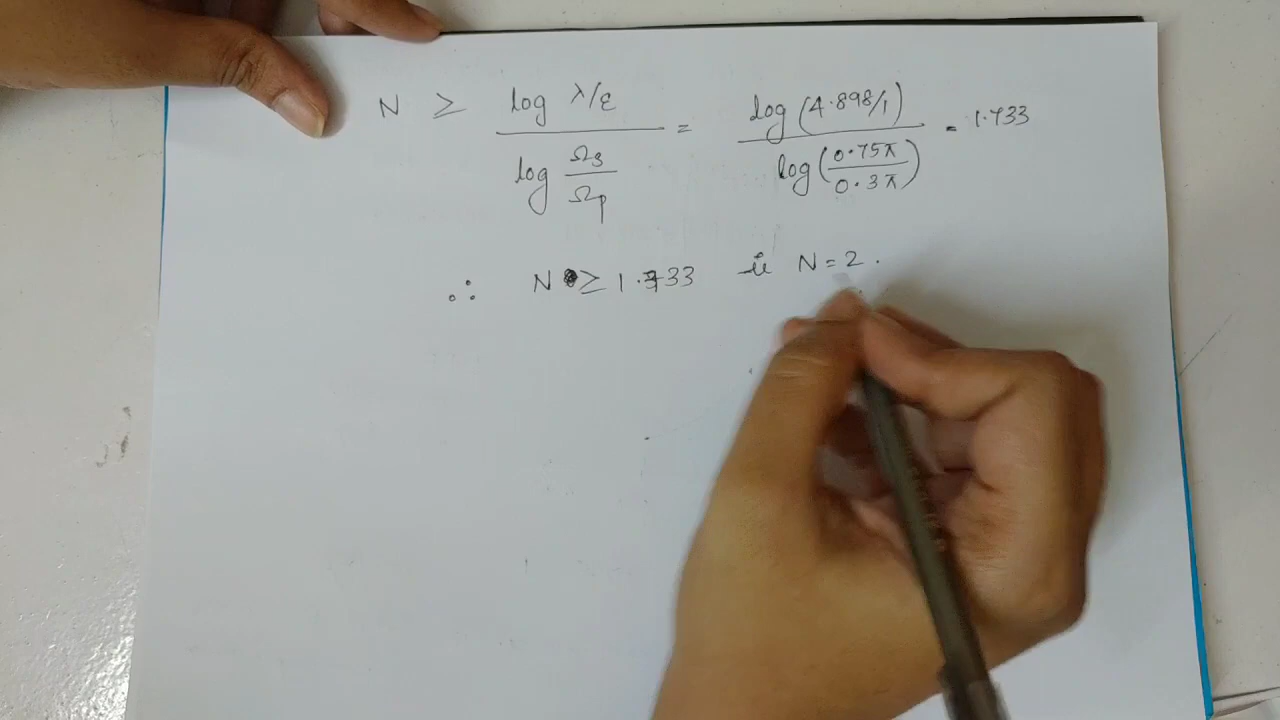 N ≥ log λ/ε / log Ωs/Ωp = log(4.898/1) / log(0.75π/0.3π) = 1.733
∴ N ≥ 1.733 ie N = 2.